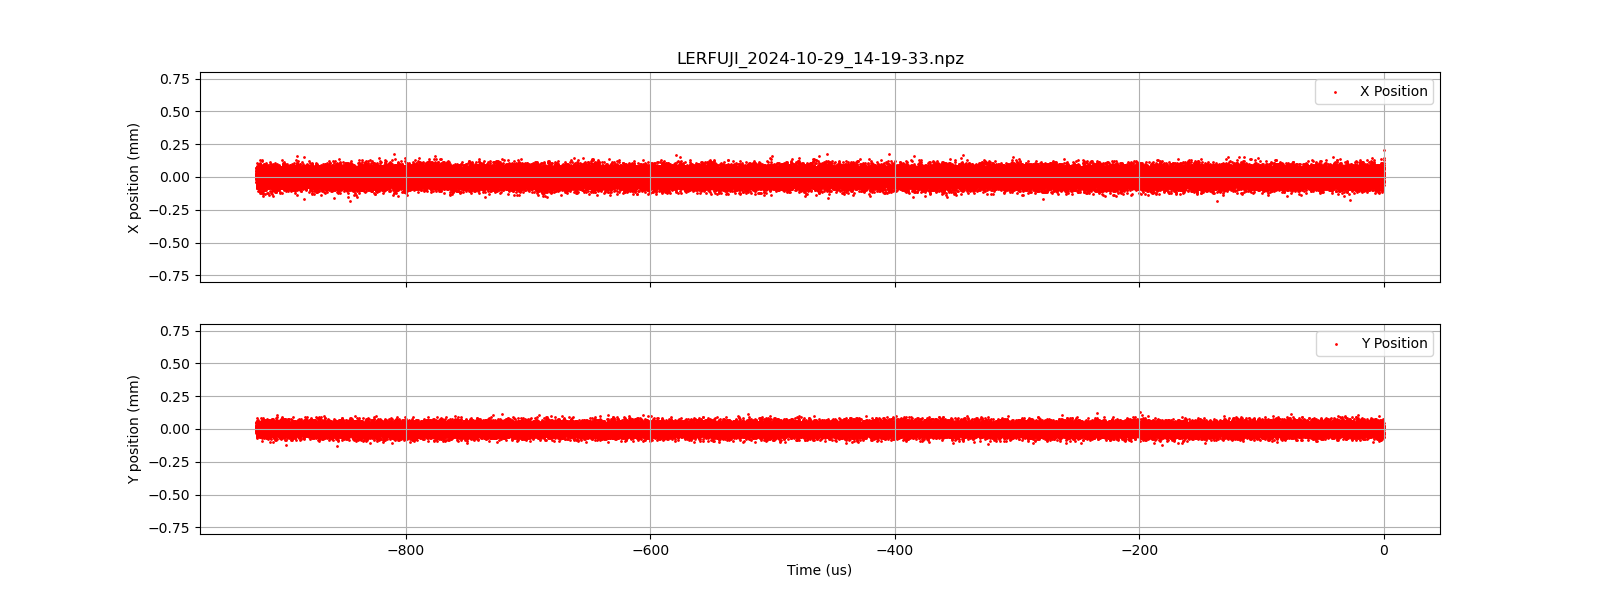 LERFUJI_2024-10-29_14-19-33.npz
X position (mm)
0.75
0.50
0.25
0.00
−0.25
−0.50
−0.75
X Position
Y position (mm)
0.75
0.50
0.25
0.00
−0.25
−0.50
−0.75
Y Position
−800 −600 −400 −200 0
Time (us)